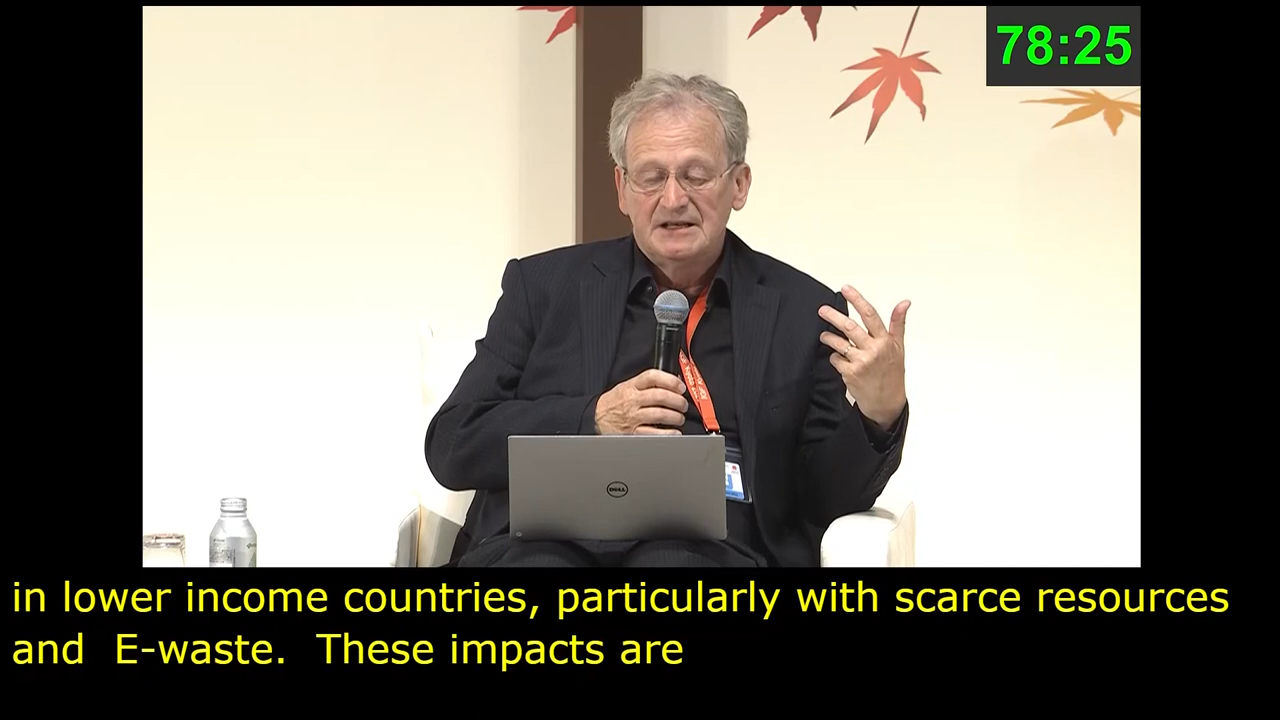 78:25
DELL
in lower income countries, particularly with scarce resources
and  E-waste.  These impacts are